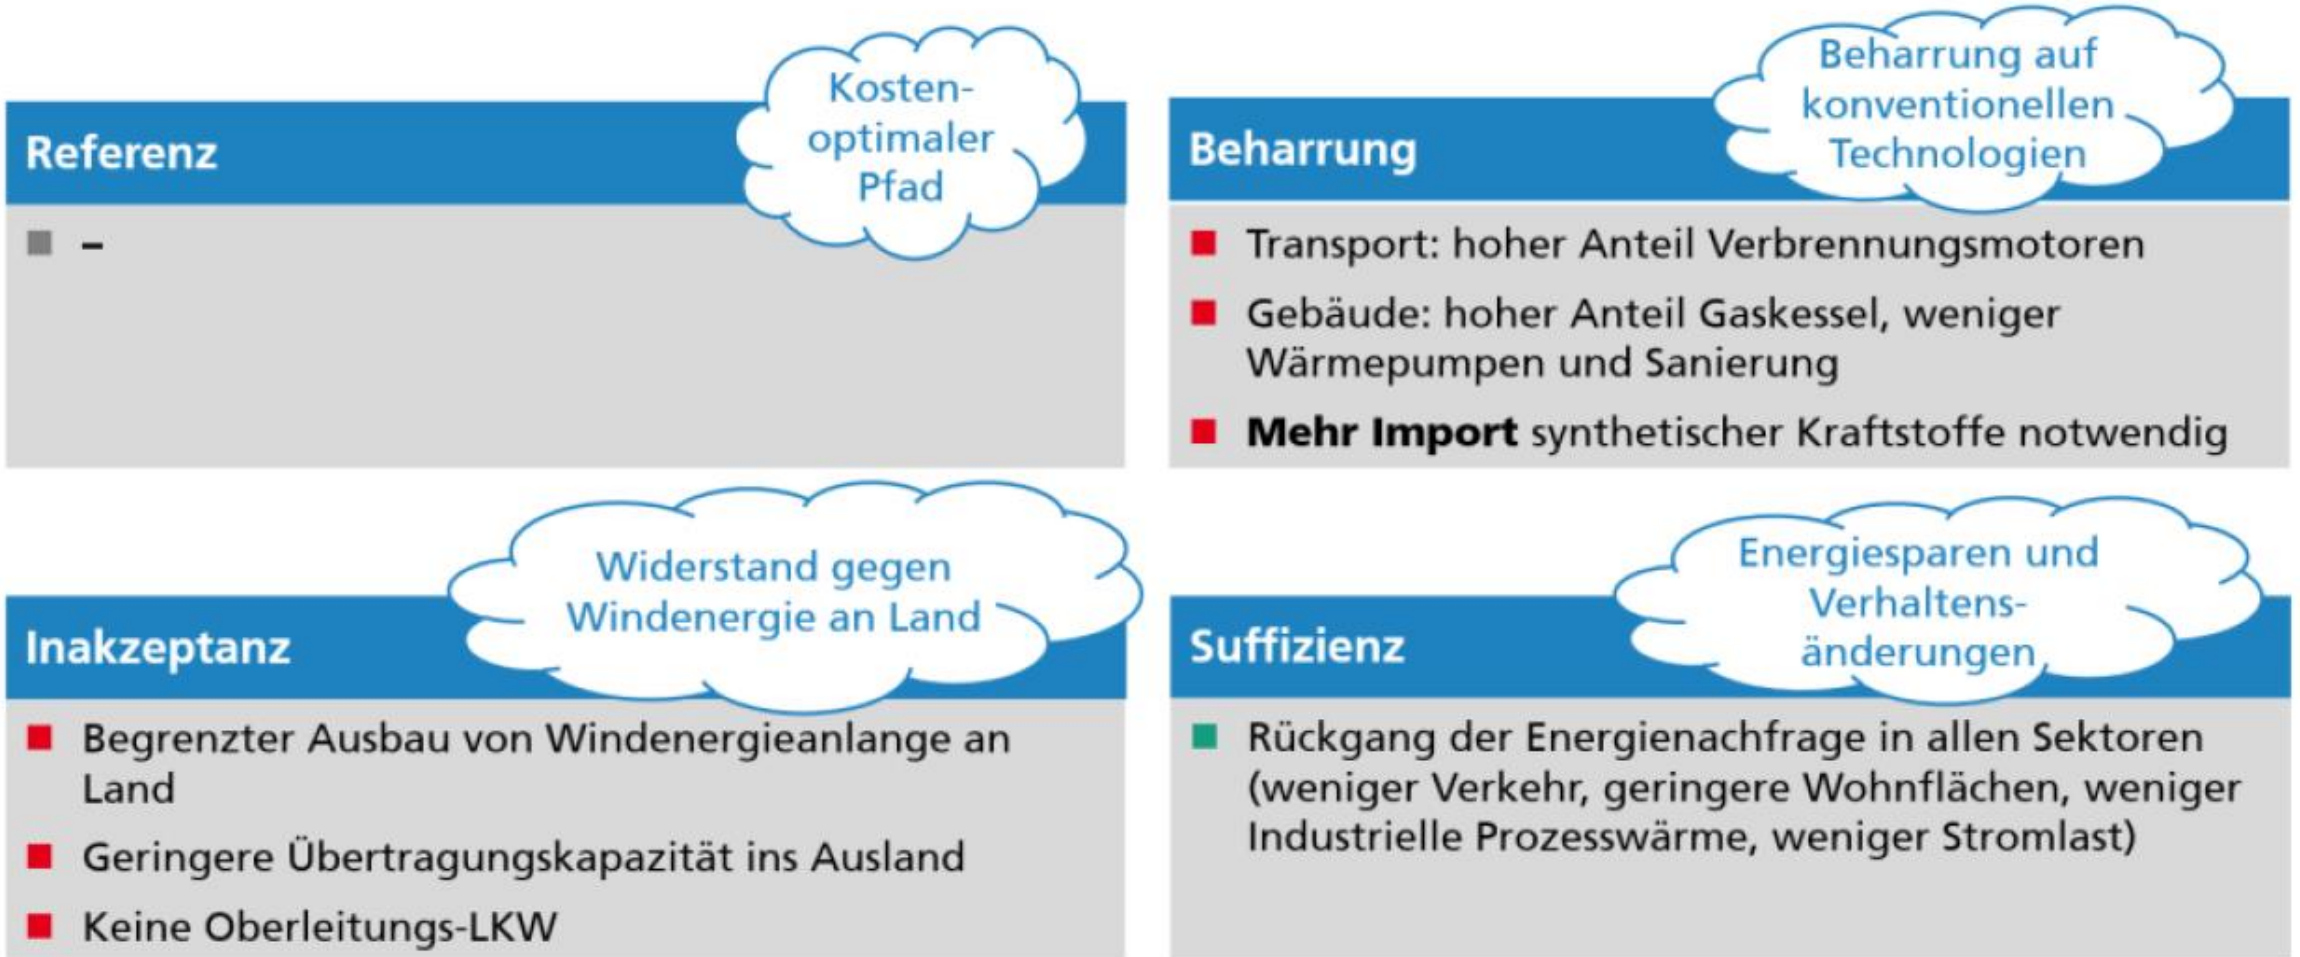 Kosten-
optimaler
Pfad
Referenz
–
Beharrung auf
konventionellen
Technologien
Beharrung
Transport: hoher Anteil Verbrennungsmotoren
Gebäude: hoher Anteil Gaskessel, weniger
Wärmepumpen und Sanierung
Mehr Import synthetischer Kraftstoffe notwendig
Widerstand gegen
Windenergie an Land
Inakzeptanz
Begrenzter Ausbau von Windenergieanlange an
Land
Geringere Übertragungskapazität ins Ausland
Keine Oberleitungs-LKW
Energiesparen und
Verhaltens-
änderungen
Suffizienz
Rückgang der Energienachfrage in allen Sektoren
(weniger Verkehr, geringere Wohnflächen, weniger
Industrielle Prozesswärme, weniger Stromlast)